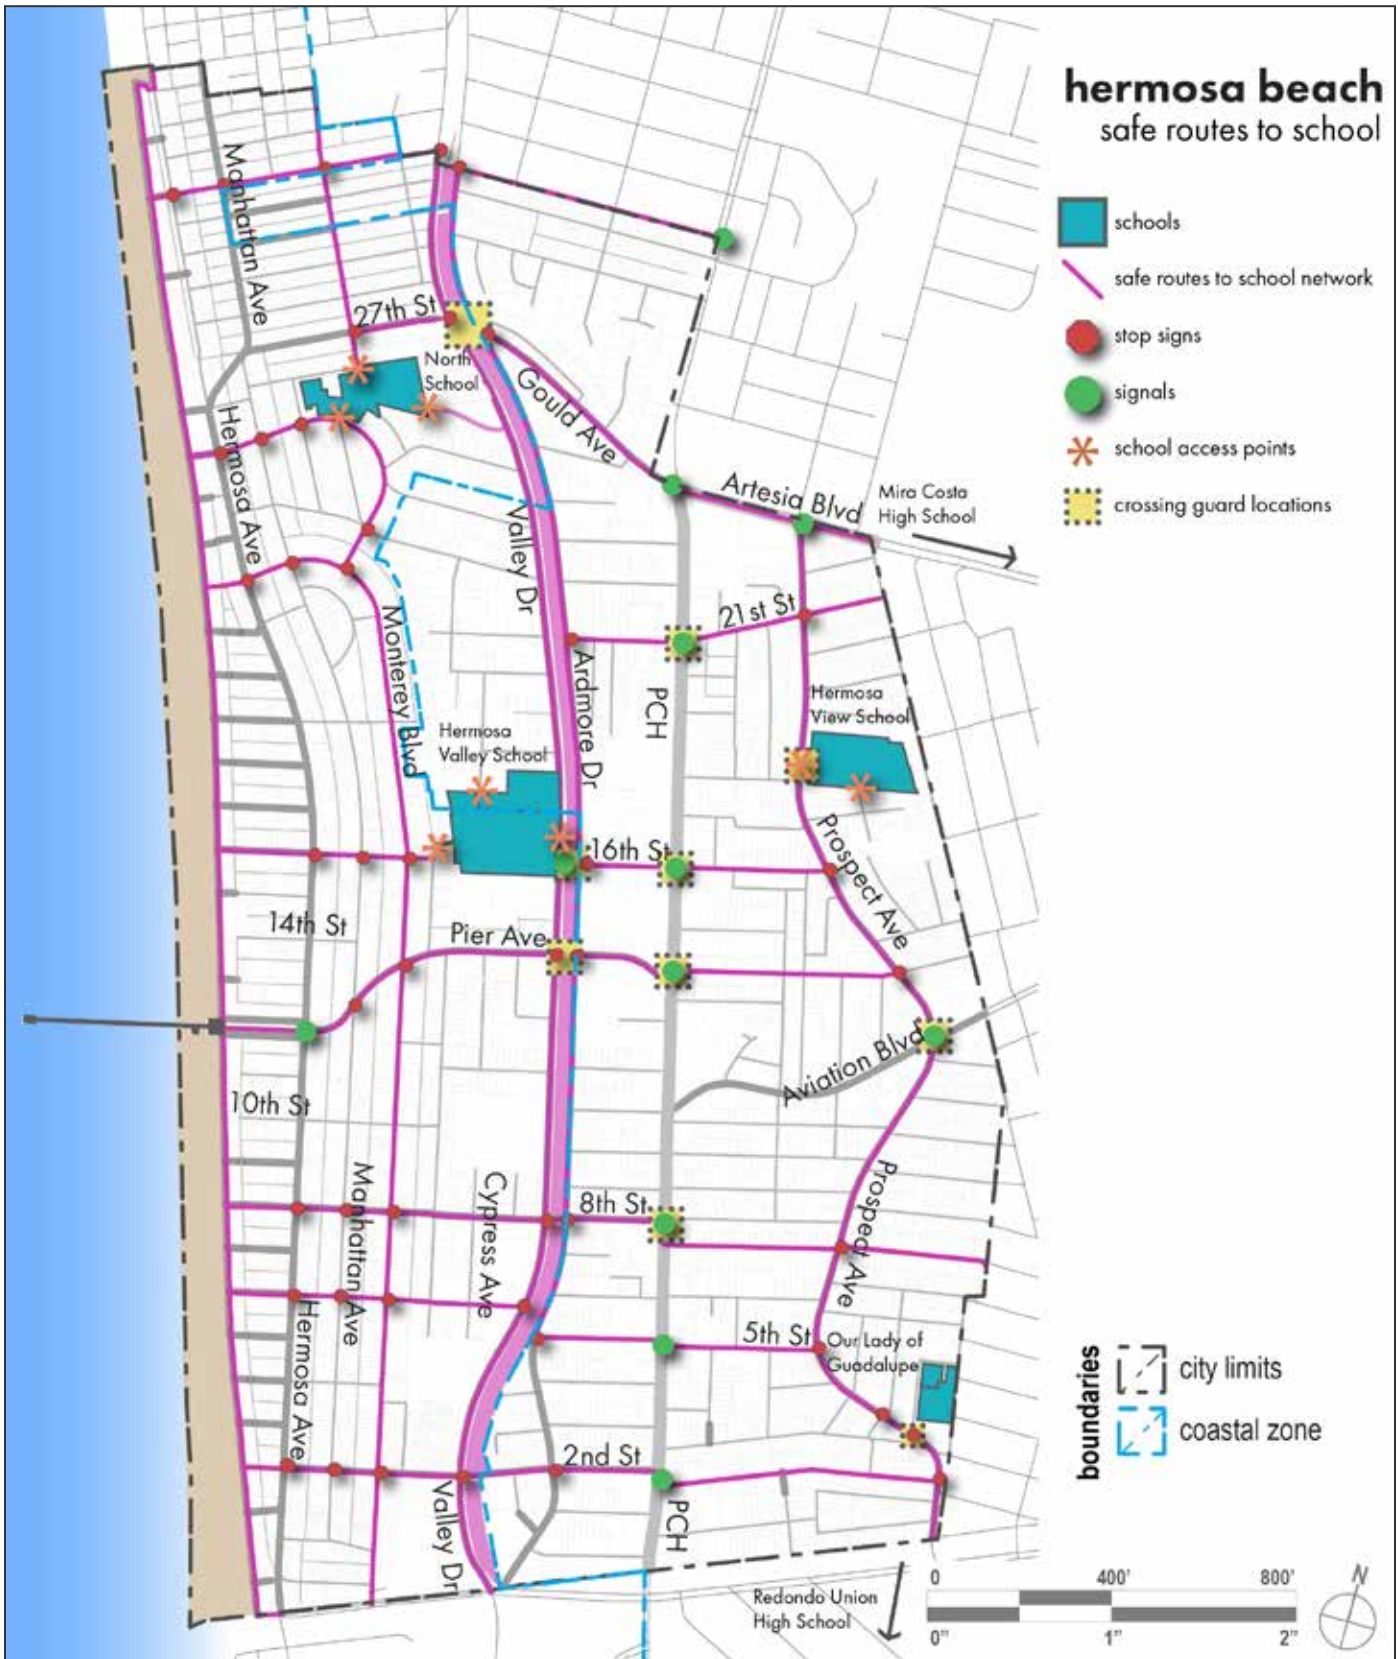 hermosa beach
safe routes to school
schools
safe routes to school network
stop signs
signals
school access points
crossing guard locations
Manhattan Ave
27th St
North
School
Gould Ave
Hermosa Ave
Artesia Blvd
Mira Costa
High School
Valley Dr
21st St
Monterey Blvd
Ardmore Dr
PCH
Hermosa
View School
Hermosa
Valley School
16th St
Prospect Ave
14th St
Pier Ave
Aviation Blvd
10th St
Manhattan Ave
Cypress Ave
8th St
Prospect Ave
Hermosa Ave
5th St
Our Lady of
Guadalupe
boundaries
city limits
coastal zone
2nd St
Valley Dr
PCH
Redondo Union
High School
0 400' 800'
0" 1" 2"
N